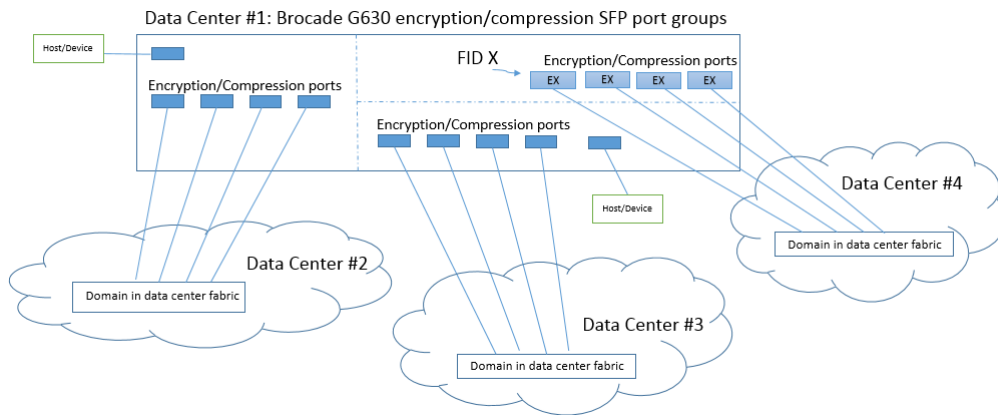 Data Center #1: Brocade G630 encryption/compression SFP port groups
Host/Device
Encryption/Compression ports
FID X
Encryption/Compression ports
EX EX EX EX
Encryption/Compression ports
Host/Device
Data Center #4
Domain in data center fabric
Data Center #2
Domain in data center fabric
Data Center #3
Domain in data center fabric